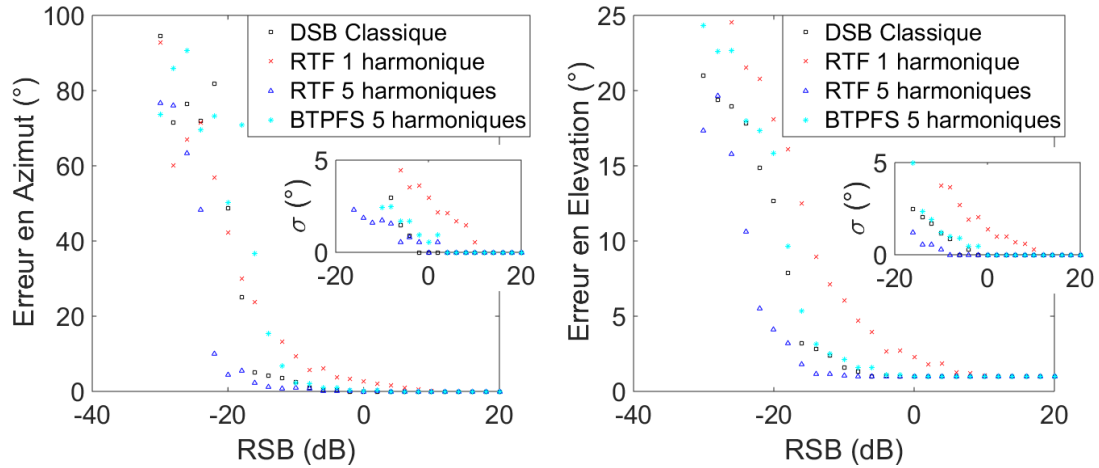 100
80
60
40
20
0
-40
-20
0
20
Erreur en Azimut (°)
RSB (dB)
DSB Classique
RTF 1 harmonique
RTF 5 harmoniques
BTPFS 5 harmoniques
5
0
σ (°)
-20
0
20
25
20
15
10
5
0
-40
-20
0
20
Erreur en Elevation (°)
RSB (dB)
DSB Classique
RTF 1 harmonique
RTF 5 harmoniques
BTPFS 5 harmoniques
5
0
σ (°)
-20
0
20